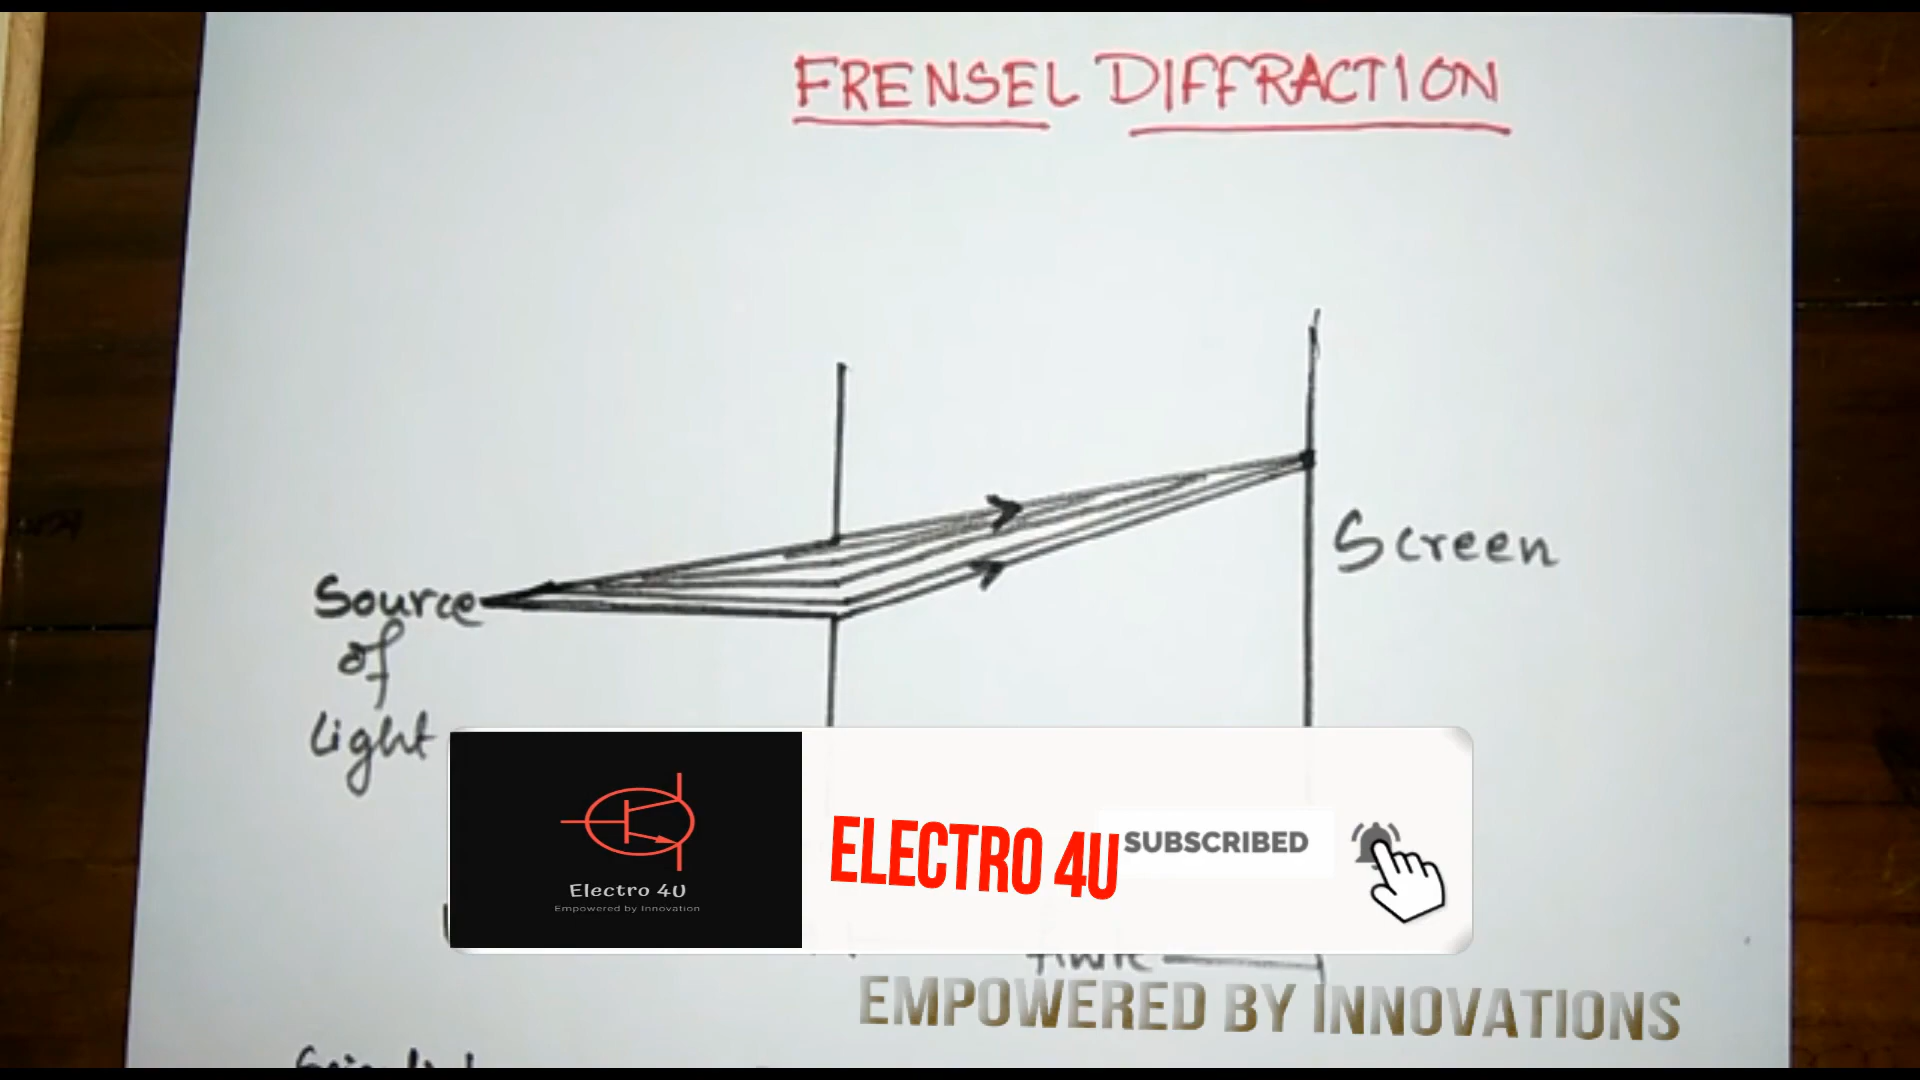 FRENSEL DIFFRACTION
Screen
Source
of
light
Electro 4U
Empowered by Innovation
ELECTRO 4U
SUBSCRIBED
EMPOWERED BY INNOVATIONS